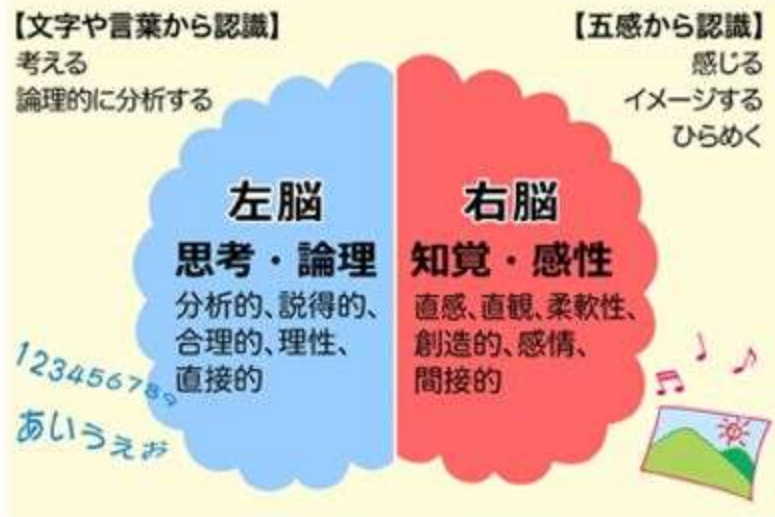 【文字や言葉から認識】
考える
論理的に分析する
【五感から認識】
感じる
イメージする
ひらめく
左脳
思考・論理
分析的、説得的、
合理的、理性、
直接的
右脳
知覚・感性
直感、直観、柔軟性、
創造的、感情、
間接的
123456789
あいうえお